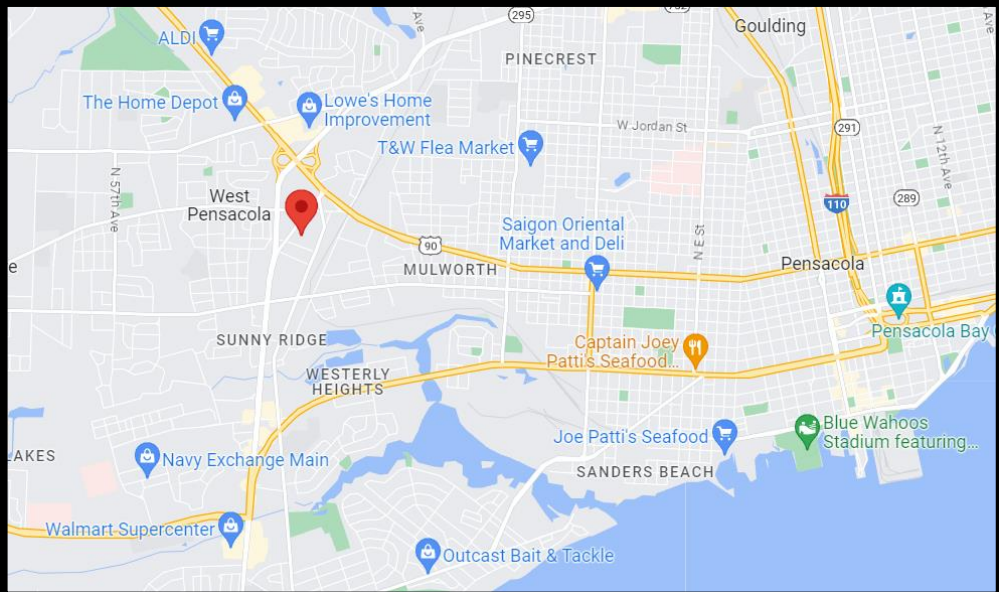 295
Goulding
ALDI
PINECREST
The Home Depot
Lowe's Home
Improvement
W Jordan St
291
T&W Flea Market
N 12th Ave
N 57th Ave
West
Pensacola
110
289
Saigon Oriental
Market and Deli
90
N E St
MULWORTH
Pensacola
e
SUNNY RIDGE
Pensacola Bay
Captain Joey
Patti's Seafood...
WESTERLY
HEIGHTS
Blue Wahoos
Stadium featuring...
Joe Patti's Seafood
AKES
Navy Exchange Main
SANDERS BEACH
Walmart Supercenter
Outcast Bait & Tackle
Ave
Ave